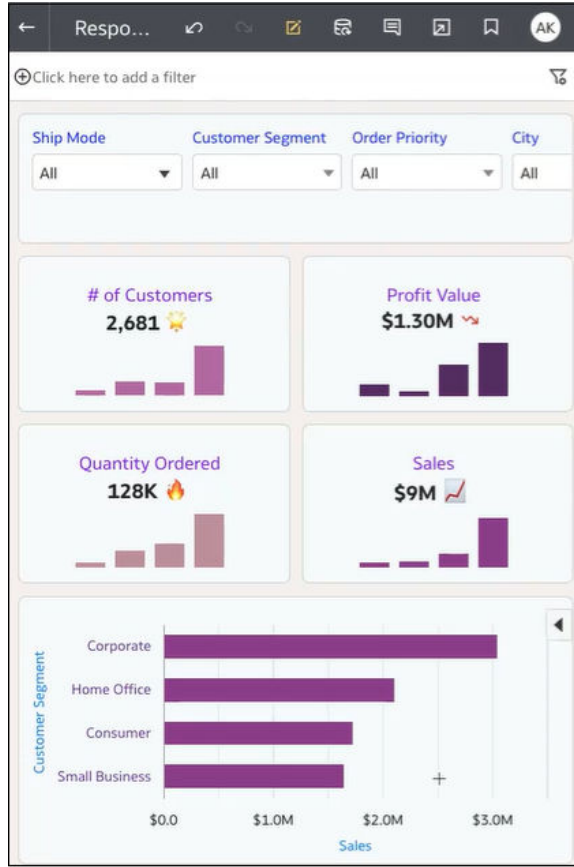 Respo... AK
Click here to add a filter
Ship Mode Customer Segment Order Priority City
All All All All
# of Customers
2,681
Profit Value
$1.30M
Quantity Ordered
128K
Sales
$9M
Customer Segment
Corporate
Home Office
Consumer
Small Business
$0.0 $1.0M $2.0M $3.0M
Sales